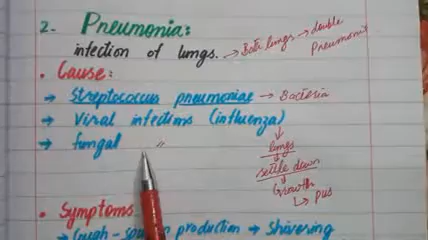 2. Pneumonia:
infection of lungs. → Both lungs → double Pneumonia
• Cause:
→ Streptococcus pneumoniae → Bacteria
→ Viral infections (influenza)
→ fungal "
↓
lungs
↓
settle down
↓
Growth
↳ pus
• Symptoms
→ Cough - production → Shivering